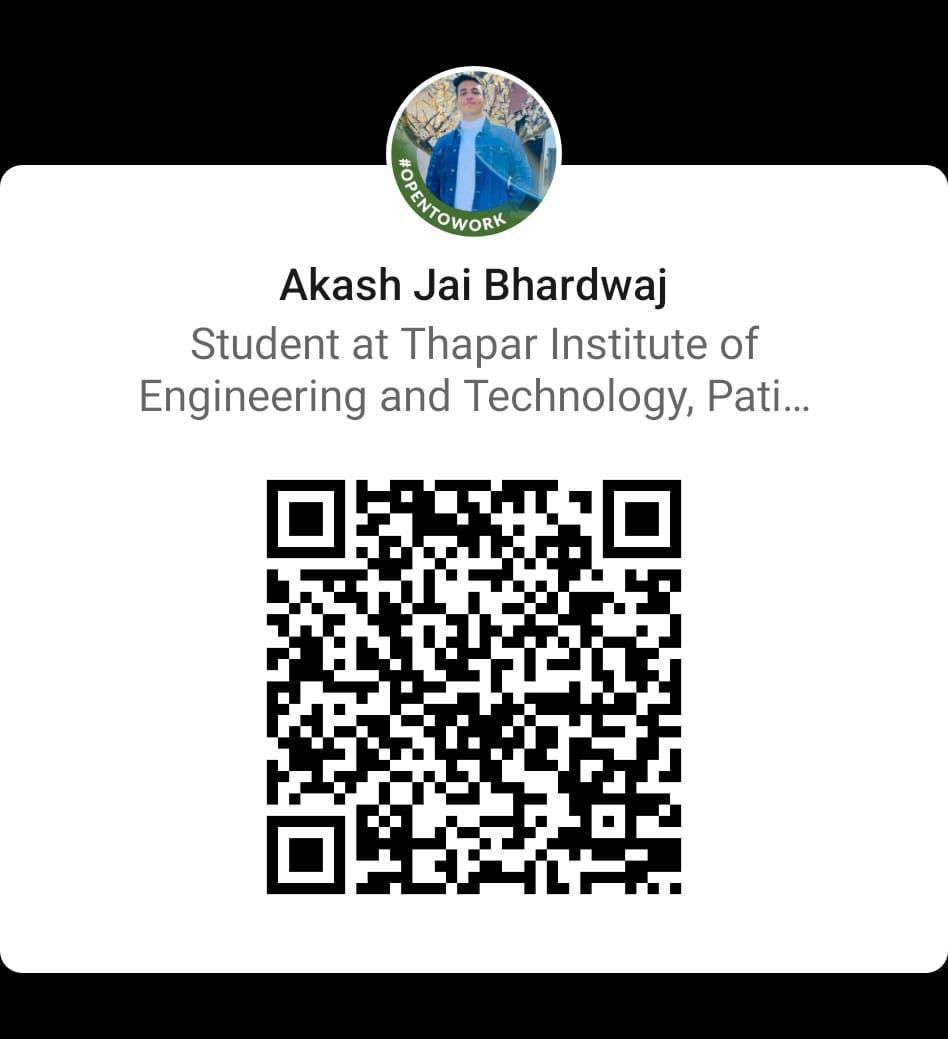 #OPENTOWORK
Akash Jai Bhardwaj
Student at Thapar Institute of
Engineering and Technology, Pati...